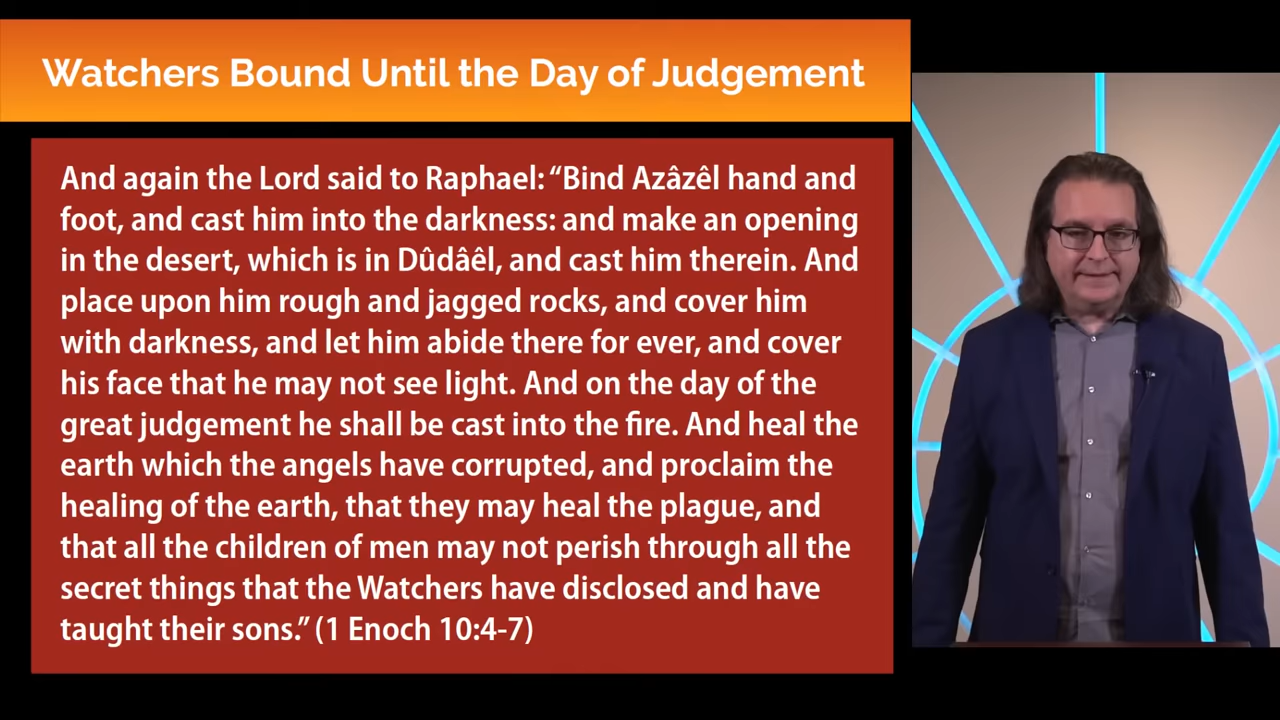 Watchers Bound Until the Day of Judgement
And again the Lord said to Raphael: “Bind Azâzêl hand and
foot, and cast him into the darkness: and make an opening
in the desert, which is in Dûdâêl, and cast him therein. And
place upon him rough and jagged rocks, and cover him
with darkness, and let him abide there for ever, and cover
his face that he may not see light. And on the day of the
great judgement he shall be cast into the fire. And heal the
earth which the angels have corrupted, and proclaim the
healing of the earth, that they may heal the plague, and
that all the children of men may not perish through all the
secret things that the Watchers have disclosed and have
taught their sons.” (1 Enoch 10:4-7)